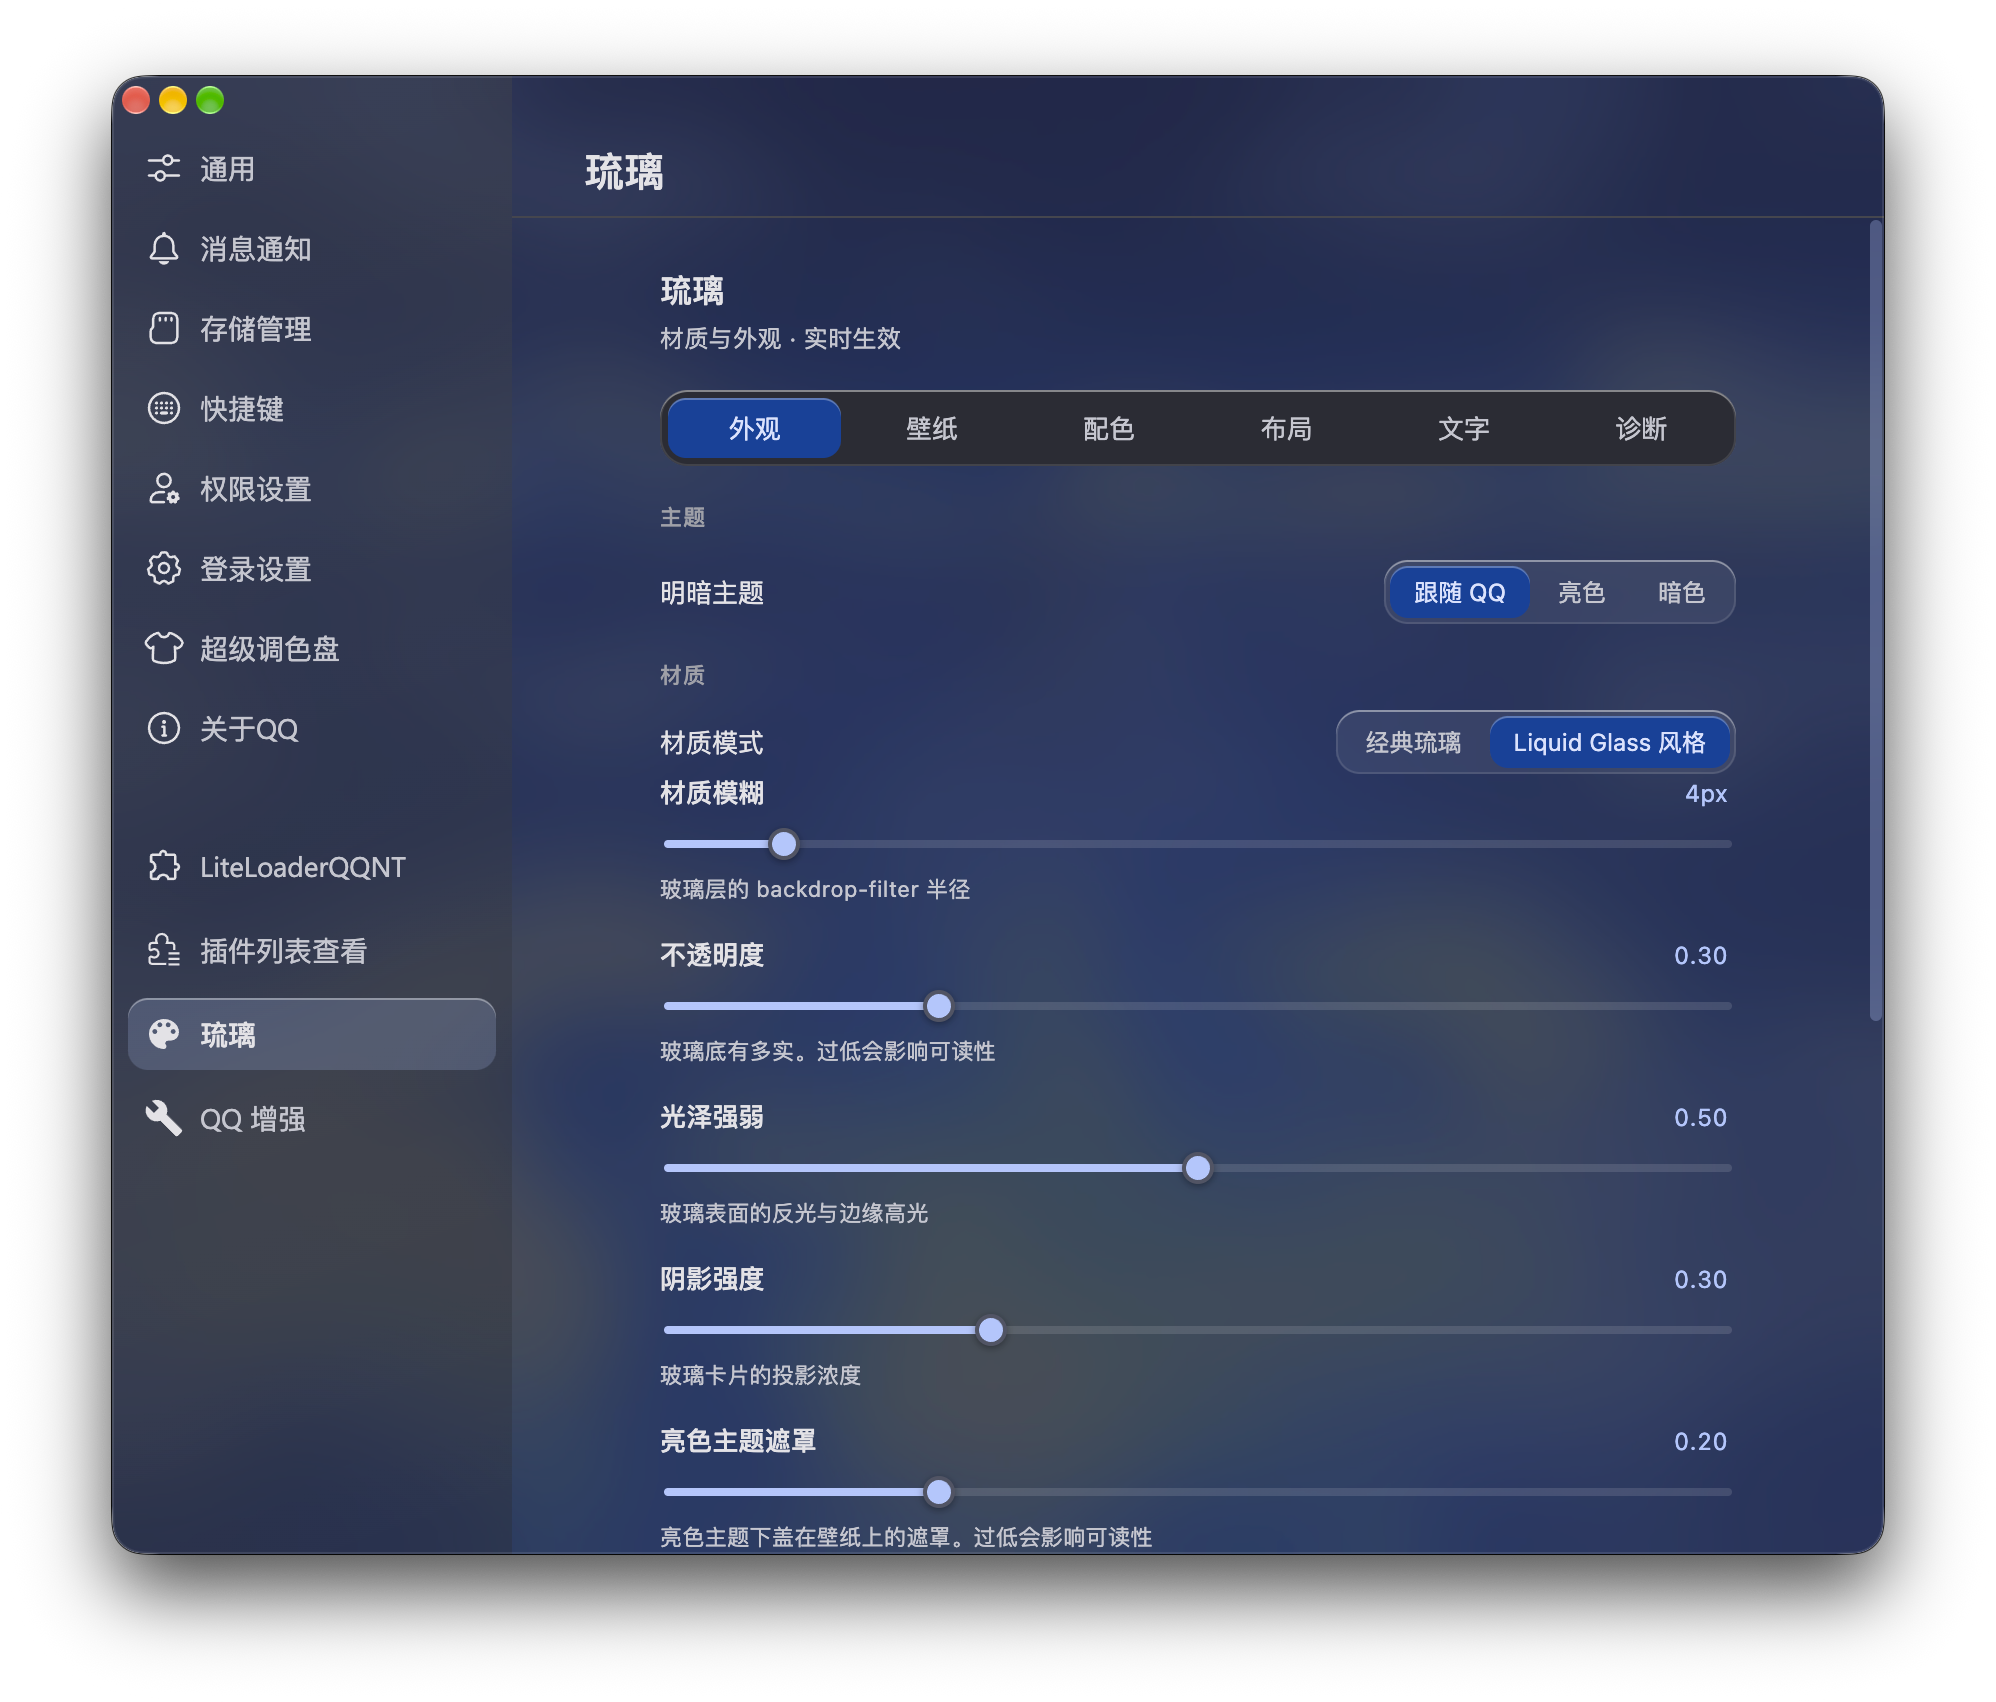 通用
消息通知
存储管理
快捷键
权限设置
登录设置
超级调色盘
关于QQ
LiteLoaderQQNT
插件列表查看
琉璃
QQ 增强
琉璃
琉璃
材质与外观 · 实时生效
外观 壁纸 配色 布局 文字 诊断
主题
明暗主题 跟随 QQ 亮色 暗色
材质
材质模式 经典琉璃 Liquid Glass 风格
材质模糊 4px
玻璃层的 backdrop-filter 半径
不透明度 0.30
玻璃底有多实。过低会影响可读性
光泽强弱 0.50
玻璃表面的反光与边缘高光
阴影强度 0.30
玻璃卡片的投影浓度
亮色主题遮罩 0.20
亮色主题下盖在壁纸上的遮罩。过低会影响可读性